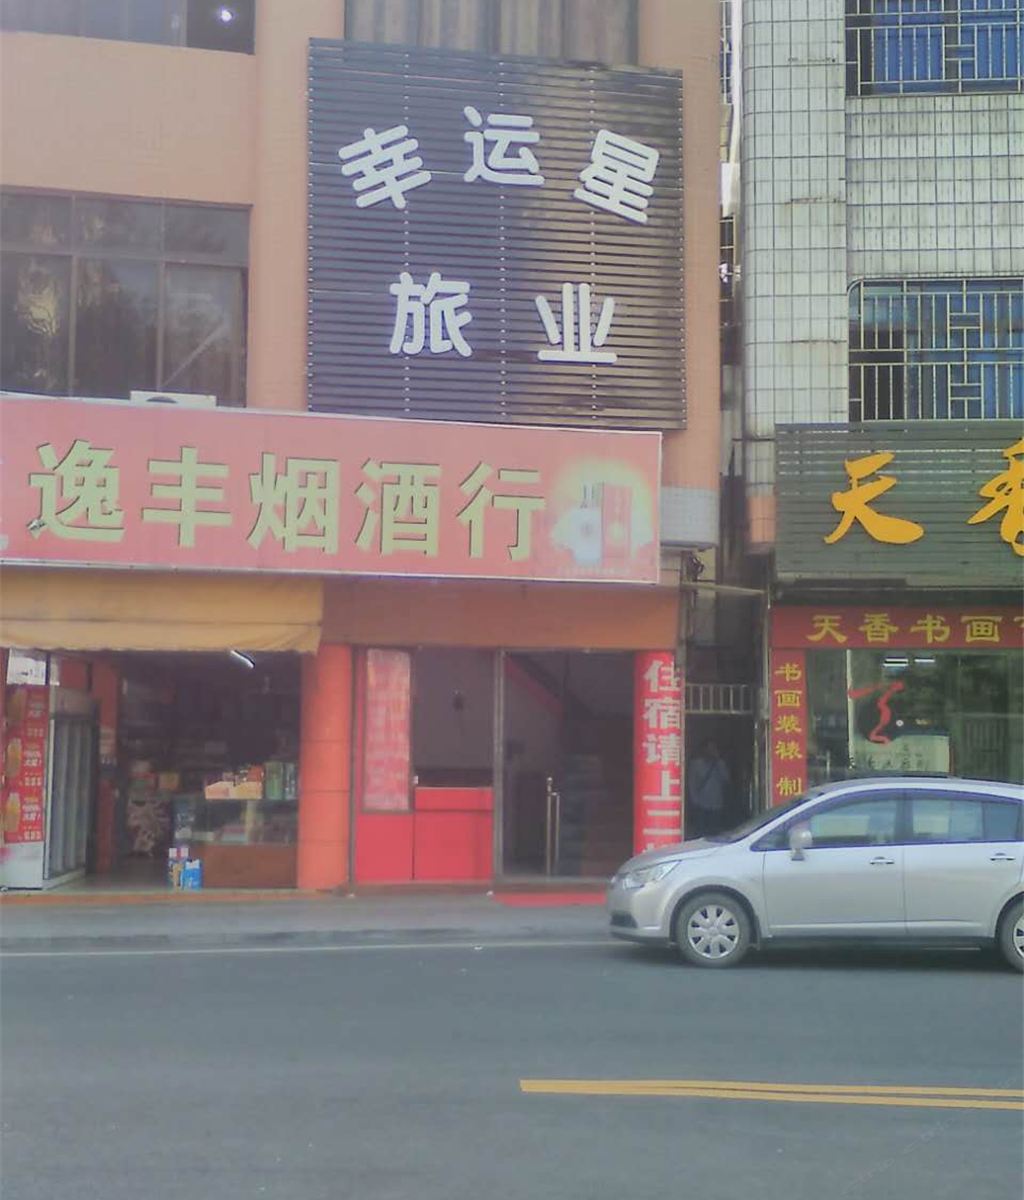 幸运星
旅业
逸丰烟酒行
天香
天香书画
书画装裱制
住宿请上二